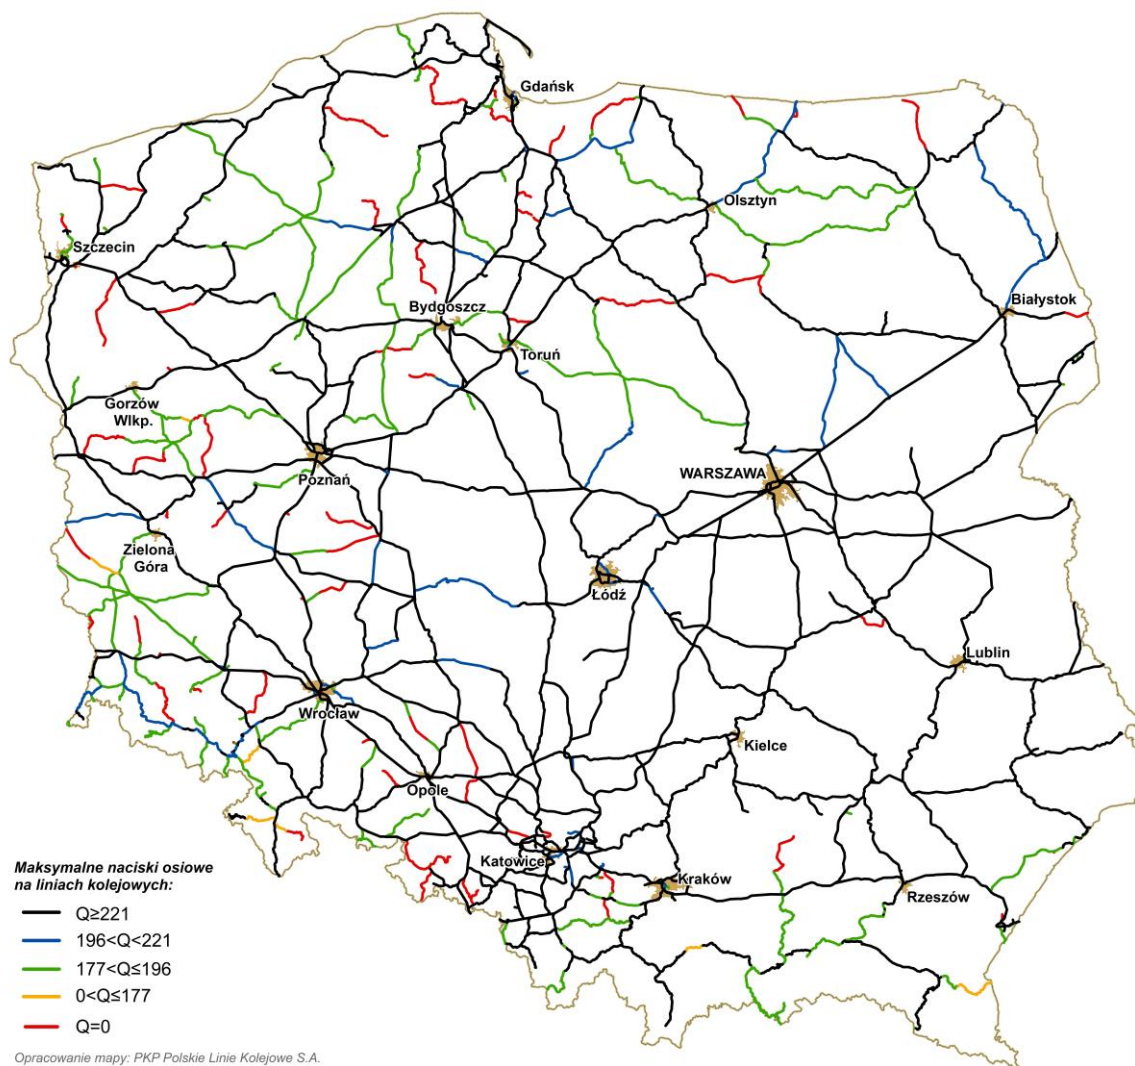 Gdańsk
Olsztyn
Szczecin
Białystok
Bydgoszcz
Toruń
Gorzów
Wlkp.
Poznań
WARSZAWA
Zielona
Góra
Łódź
Lublin
Wrocław
Kielce
Opole
Katowice
Kraków
Rzeszów
Maksymalne naciski osiowe
na liniach kolejowych:
Q≥221
196<Q<221
177<Q≤196
0<Q≤177
Q=0
Opracowanie mapy: PKP Polskie Linie Kolejowe S.A.